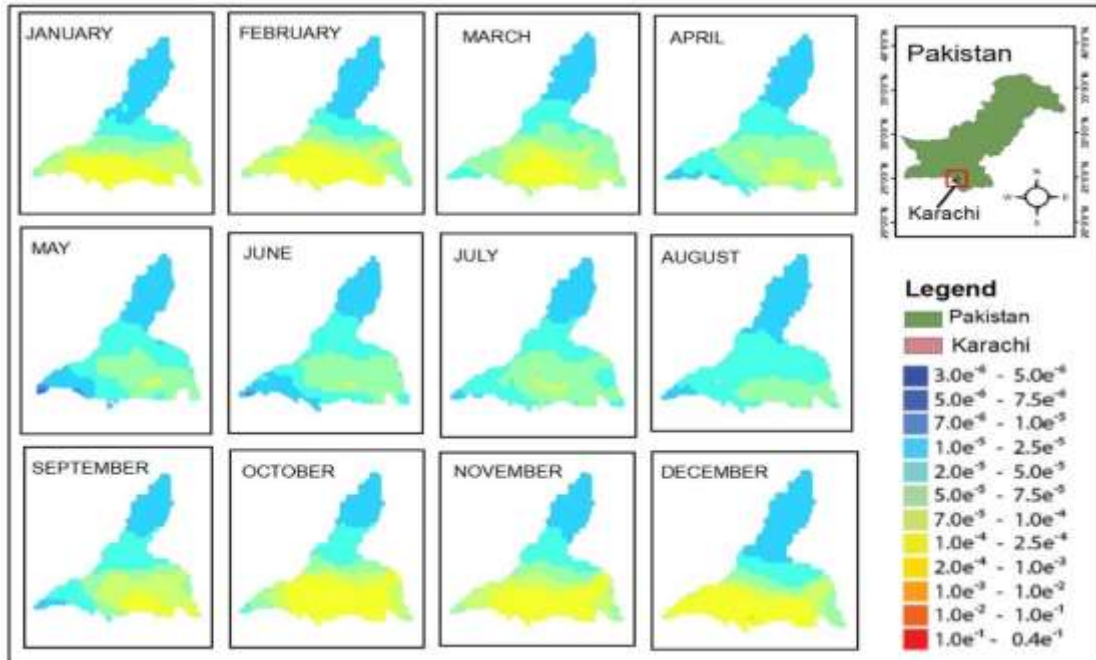 JANUARY
FEBRUARY
MARCH
APRIL
MAY
JUNE
JULY
AUGUST
SEPTEMBER
OCTOBER
NOVEMBER
DECEMBER
Pakistan
N
W
E
S
Karachi
Legend
Pakistan
Karachi
3.0e⁻⁶ - 5.0e⁻⁶
5.0e⁻⁶ - 7.5e⁻⁶
7.0e⁻⁶ - 1.0e⁻⁵
1.0e⁻⁵ - 2.5e⁻⁵
2.0e⁻⁵ - 5.0e⁻⁵
5.0e⁻⁵ - 7.5e⁻⁵
7.0e⁻⁵ - 1.0e⁻⁴
1.0e⁻⁴ - 2.5e⁻⁴
2.0e⁻⁴ - 1.0e⁻³
1.0e⁻³ - 1.0e⁻²
1.0e⁻² - 1.0e⁻¹
1.0e⁻¹ - 0.4e¹